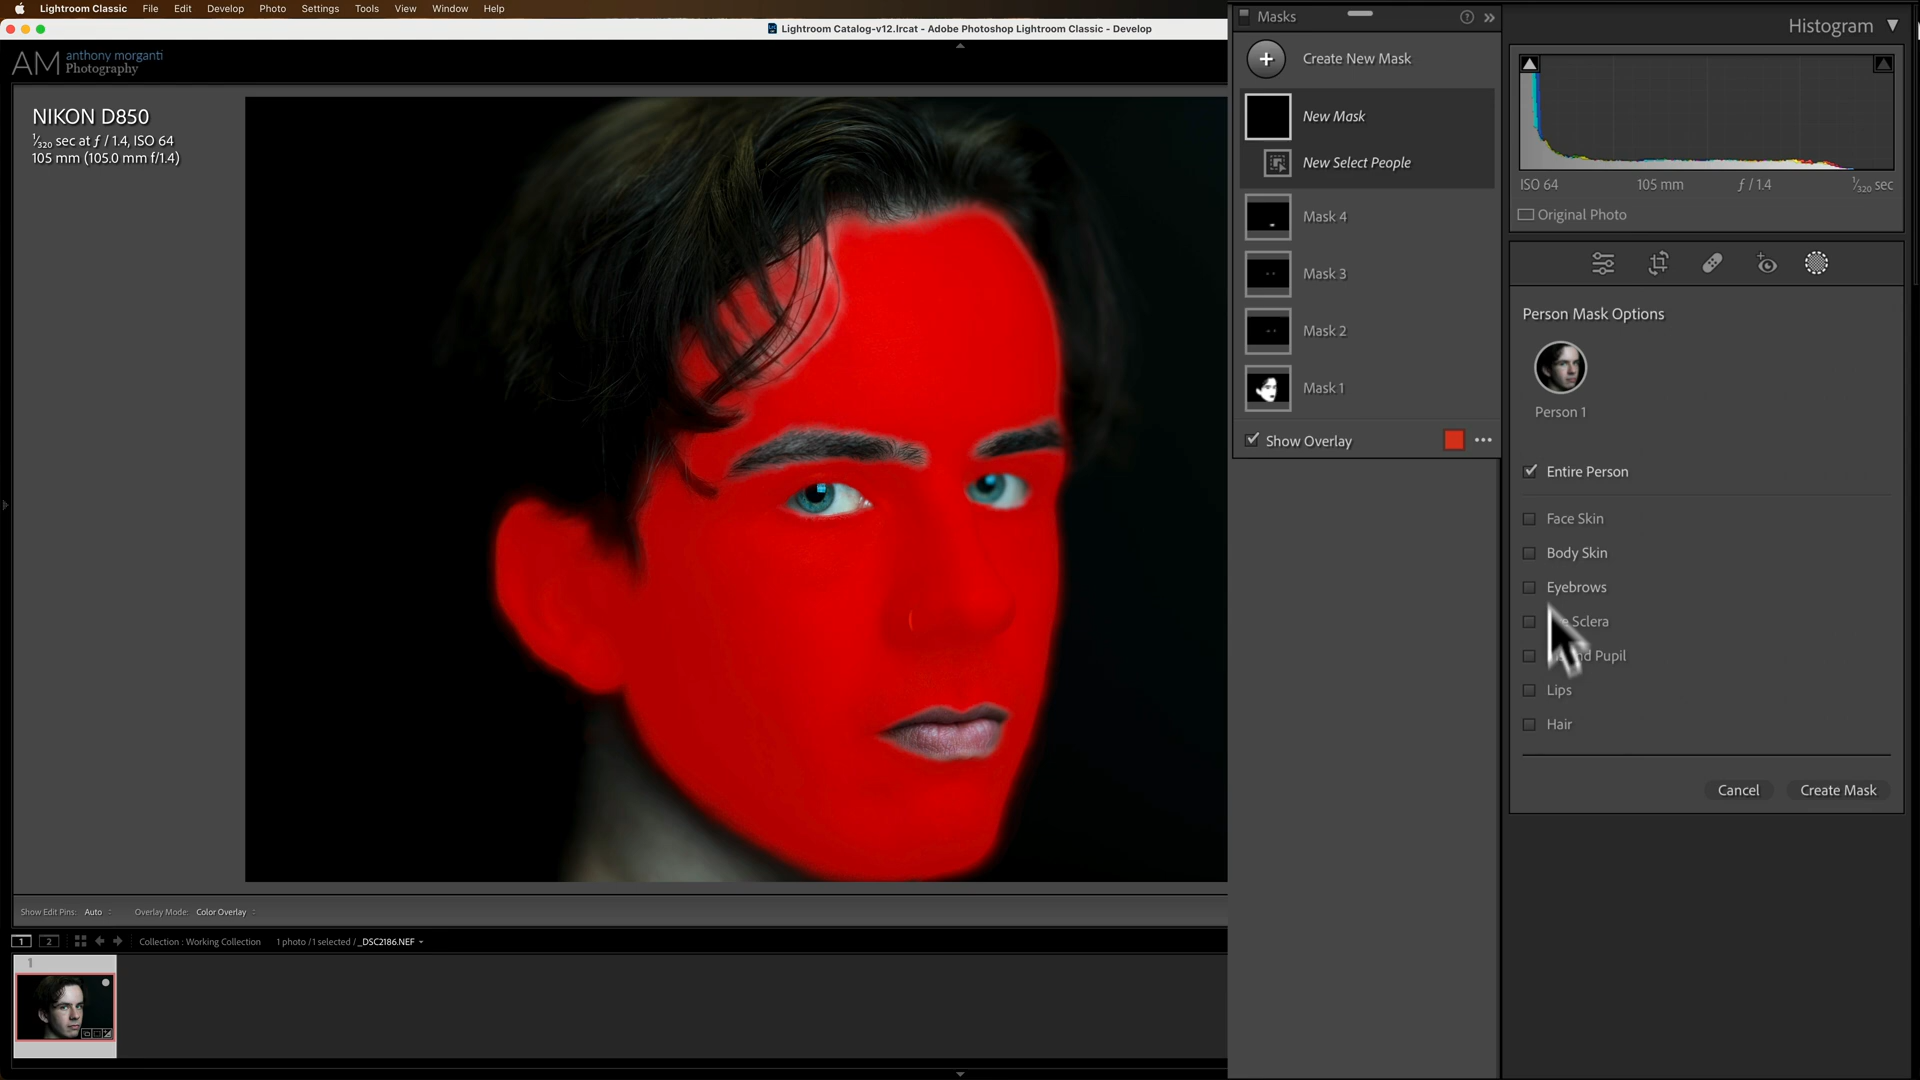 Lightroom Classic File Edit Develop Photo Settings Tools View Window Help
Lightroom Catalog-v12.lrcat - Adobe Photoshop Lightroom Classic - Develop
AM anthony morganti
Photography
NIKON D850
1/320 sec at ƒ / 1.4, ISO 64
105 mm (105.0 mm f/1.4)
Masks
Create New Mask
New Mask
New Select People
Mask 4
Mask 3
Mask 2
Mask 1
Show Overlay
Histogram
ISO 64 105 mm ƒ / 1.4 1/320 sec
Original Photo
Person Mask Options
Person 1
Entire Person
Face Skin
Body Skin
Eyebrows
Sclera
Pupil
Lips
Hair
Cancel Create Mask
Show Edit Pins: Auto Overlay Mode: Color Overlay
1 2 Collection : Working Collection 1 photo / 1 selected / _DSC2186.NEF
1